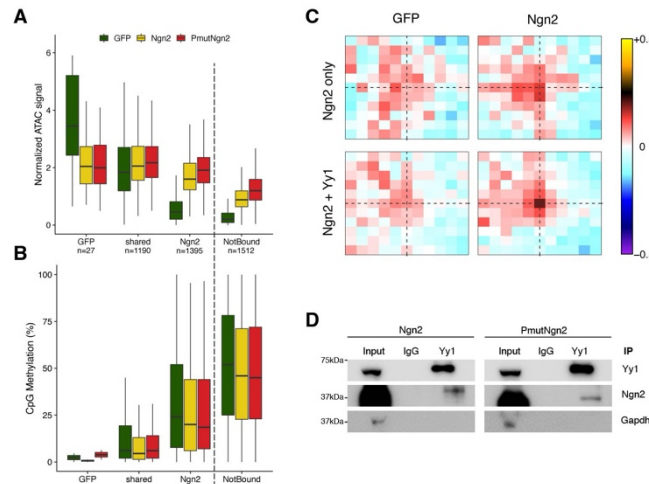 A
GFP Ngn2 PmutNgn2
Normalized ATAC signal
6
4
2
0
GFP shared Ngn2 NotBound
n=27 n=1190 n=1395 n=1512
B
CpG Methylation (%)
100
75
50
25
0
GFP shared Ngn2 NotBound
C
GFP Ngn2
Ngn2 only
Ngn2 + Yy1
+0.
0
-0.
D
Ngn2 PmutNgn2
Input IgG Yy1 Input IgG Yy1 IP
75kDa Yy1
37kDa Ngn2
37kDa Gapdh